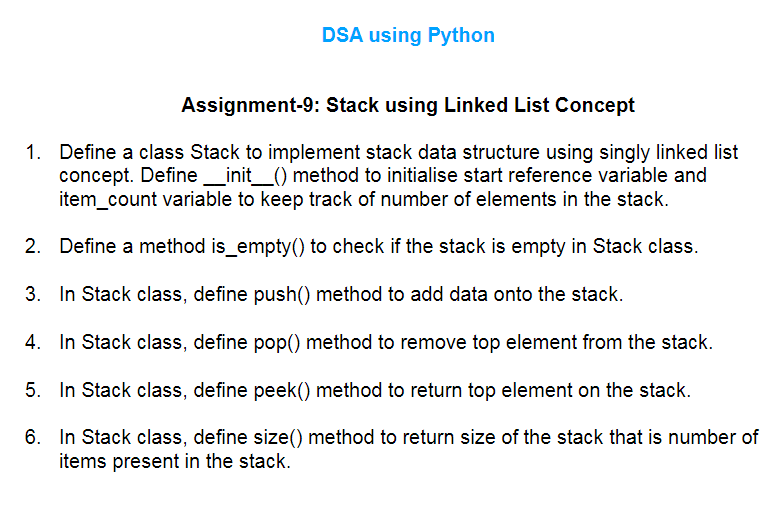 DSA using Python
Assignment-9: Stack using Linked List Concept
1. Define a class Stack to implement stack data structure using singly linked list
concept. Define __init__() method to initialise start reference variable and
item_count variable to keep track of number of elements in the stack.
2. Define a method is_empty() to check if the stack is empty in Stack class.
3. In Stack class, define push() method to add data onto the stack.
4. In Stack class, define pop() method to remove top element from the stack.
5. In Stack class, define peek() method to return top element on the stack.
6. In Stack class, define size() method to return size of the stack that is number of
items present in the stack.